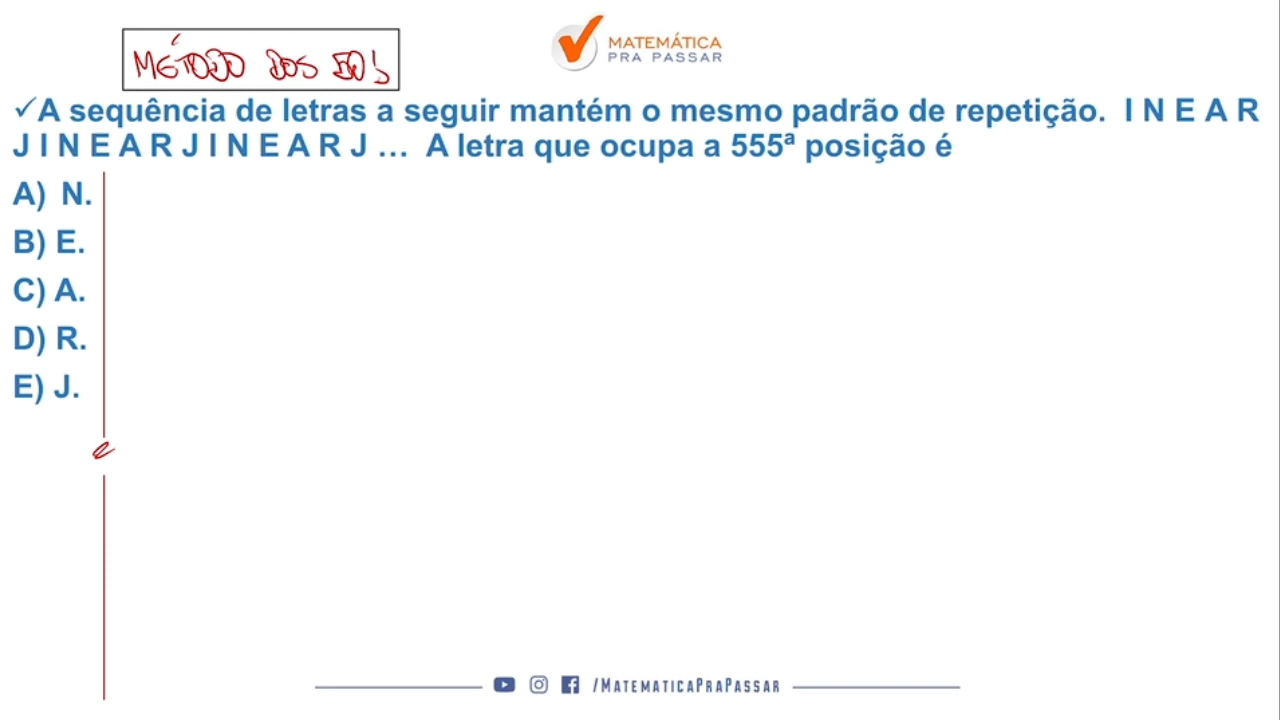 MÉTODO DOS 50!
MATEMÁTICA
PRA PASSAR
✓A sequência de letras a seguir mantém o mesmo padrão de repetição. I N E A R
J I N E A R J I N E A R J ... A letra que ocupa a 555ª posição é
A) N.
B) E.
C) A.
D) R.
E) J.
/MATEMATICAPRAPASSAR